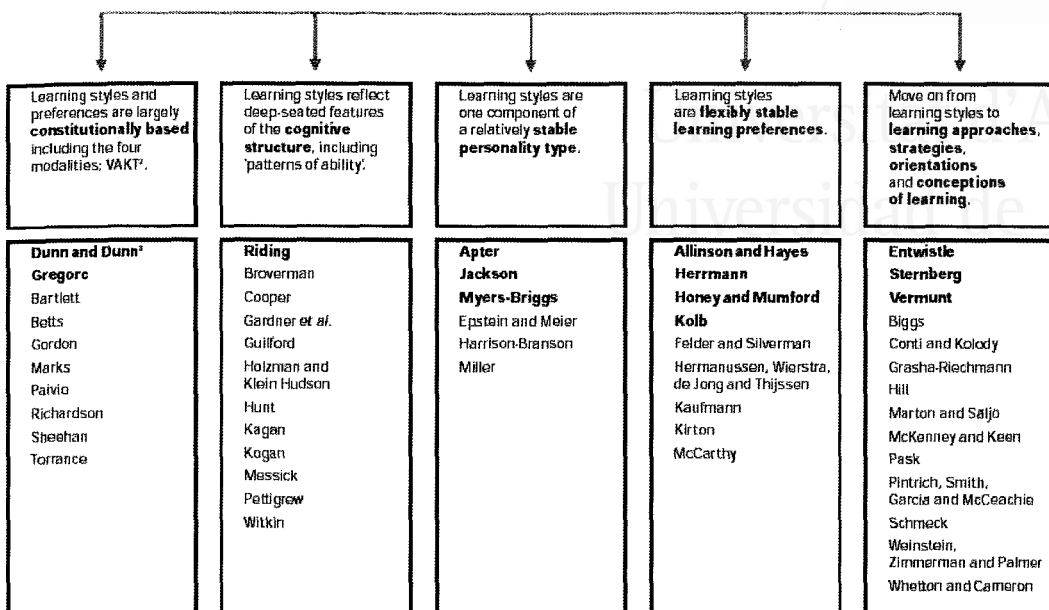 Learning styles and
preferences are largely
constitutionally based
including the four
modalities: VAKT².
Learning styles reflect
deep-seated features
of the cognitive
structure, including
'patterns of ability'.
Learning styles are
one component of
a relatively stable
personality type.
Learning styles
are flexibly stable
learning preferences.
Move on from
learning styles to
learning approaches,
strategies,
orientations
and conceptions
of learning.
Universitat d'A
Universidad de
Dunn and Dunn³
Gregorc
Bartlett
Betts
Gordon
Marks
Paivio
Richardson
Sheehan
Torrance
Riding
Broverman
Cooper
Gardner et al.
Guilford
Holzman and
Klein Hudson
Hunt
Kagan
Kogan
Messick
Pettigrew
Witkin
Apter
Jackson
Myers-Briggs
Epstein and Meier
Harrison-Branson
Miller
Allinson and Hayes
Herrmann
Honey and Mumford
Kolb
Felder and Silverman
Hermanussen, Wierstra,
de Jong and Thijssen
Kaufmann
Kirton
McCarthy
Entwistle
Sternberg
Vermunt
Biggs
Conti and Kolody
Grasha-Riechmann
Hill
Marton and Säljö
McKenney and Keen
Pask
Pintrich, Smith,
Garcia and McCeachie
Schmeck
Weinstein,
Zimmerman and Palmer
Whetton and Cameron